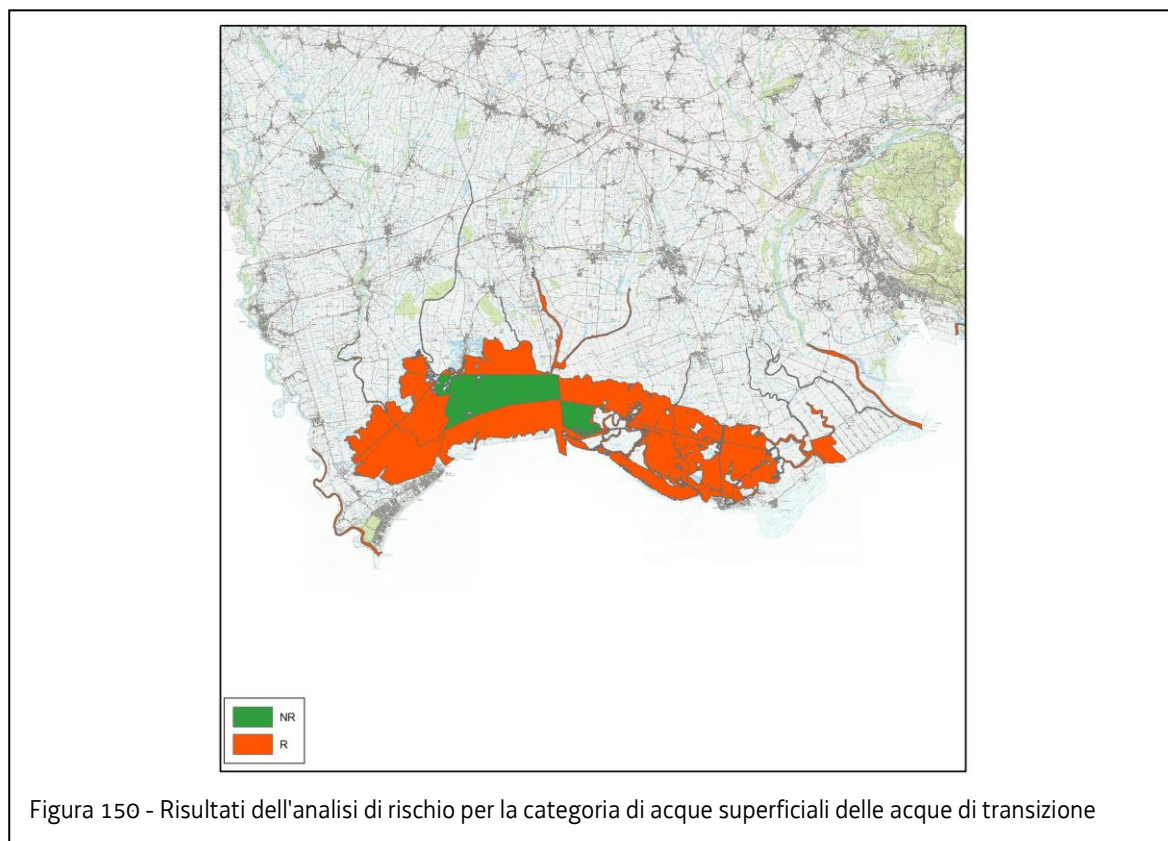 NR
R
Figura 150 - Risultati dell'analisi di rischio per la categoria di acque superficiali delle acque di transizione